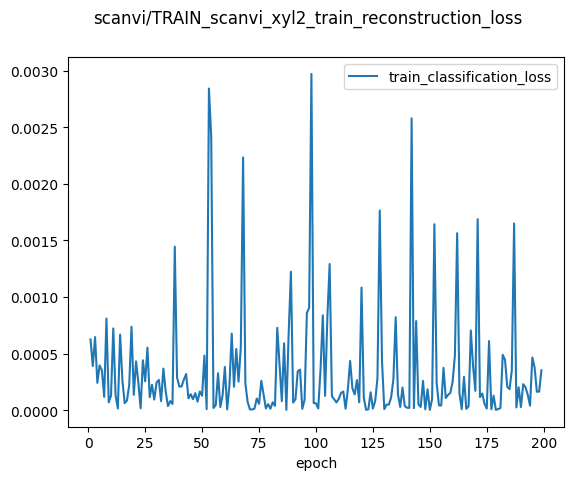 scanvi/TRAIN_scanvi_xyl2_train_reconstruction_loss
train_classification_loss
0.0030
0.0025
0.0020
0.0015
0.0010
0.0005
0.0000
0 25 50 75 100 125 150 175 200
epoch